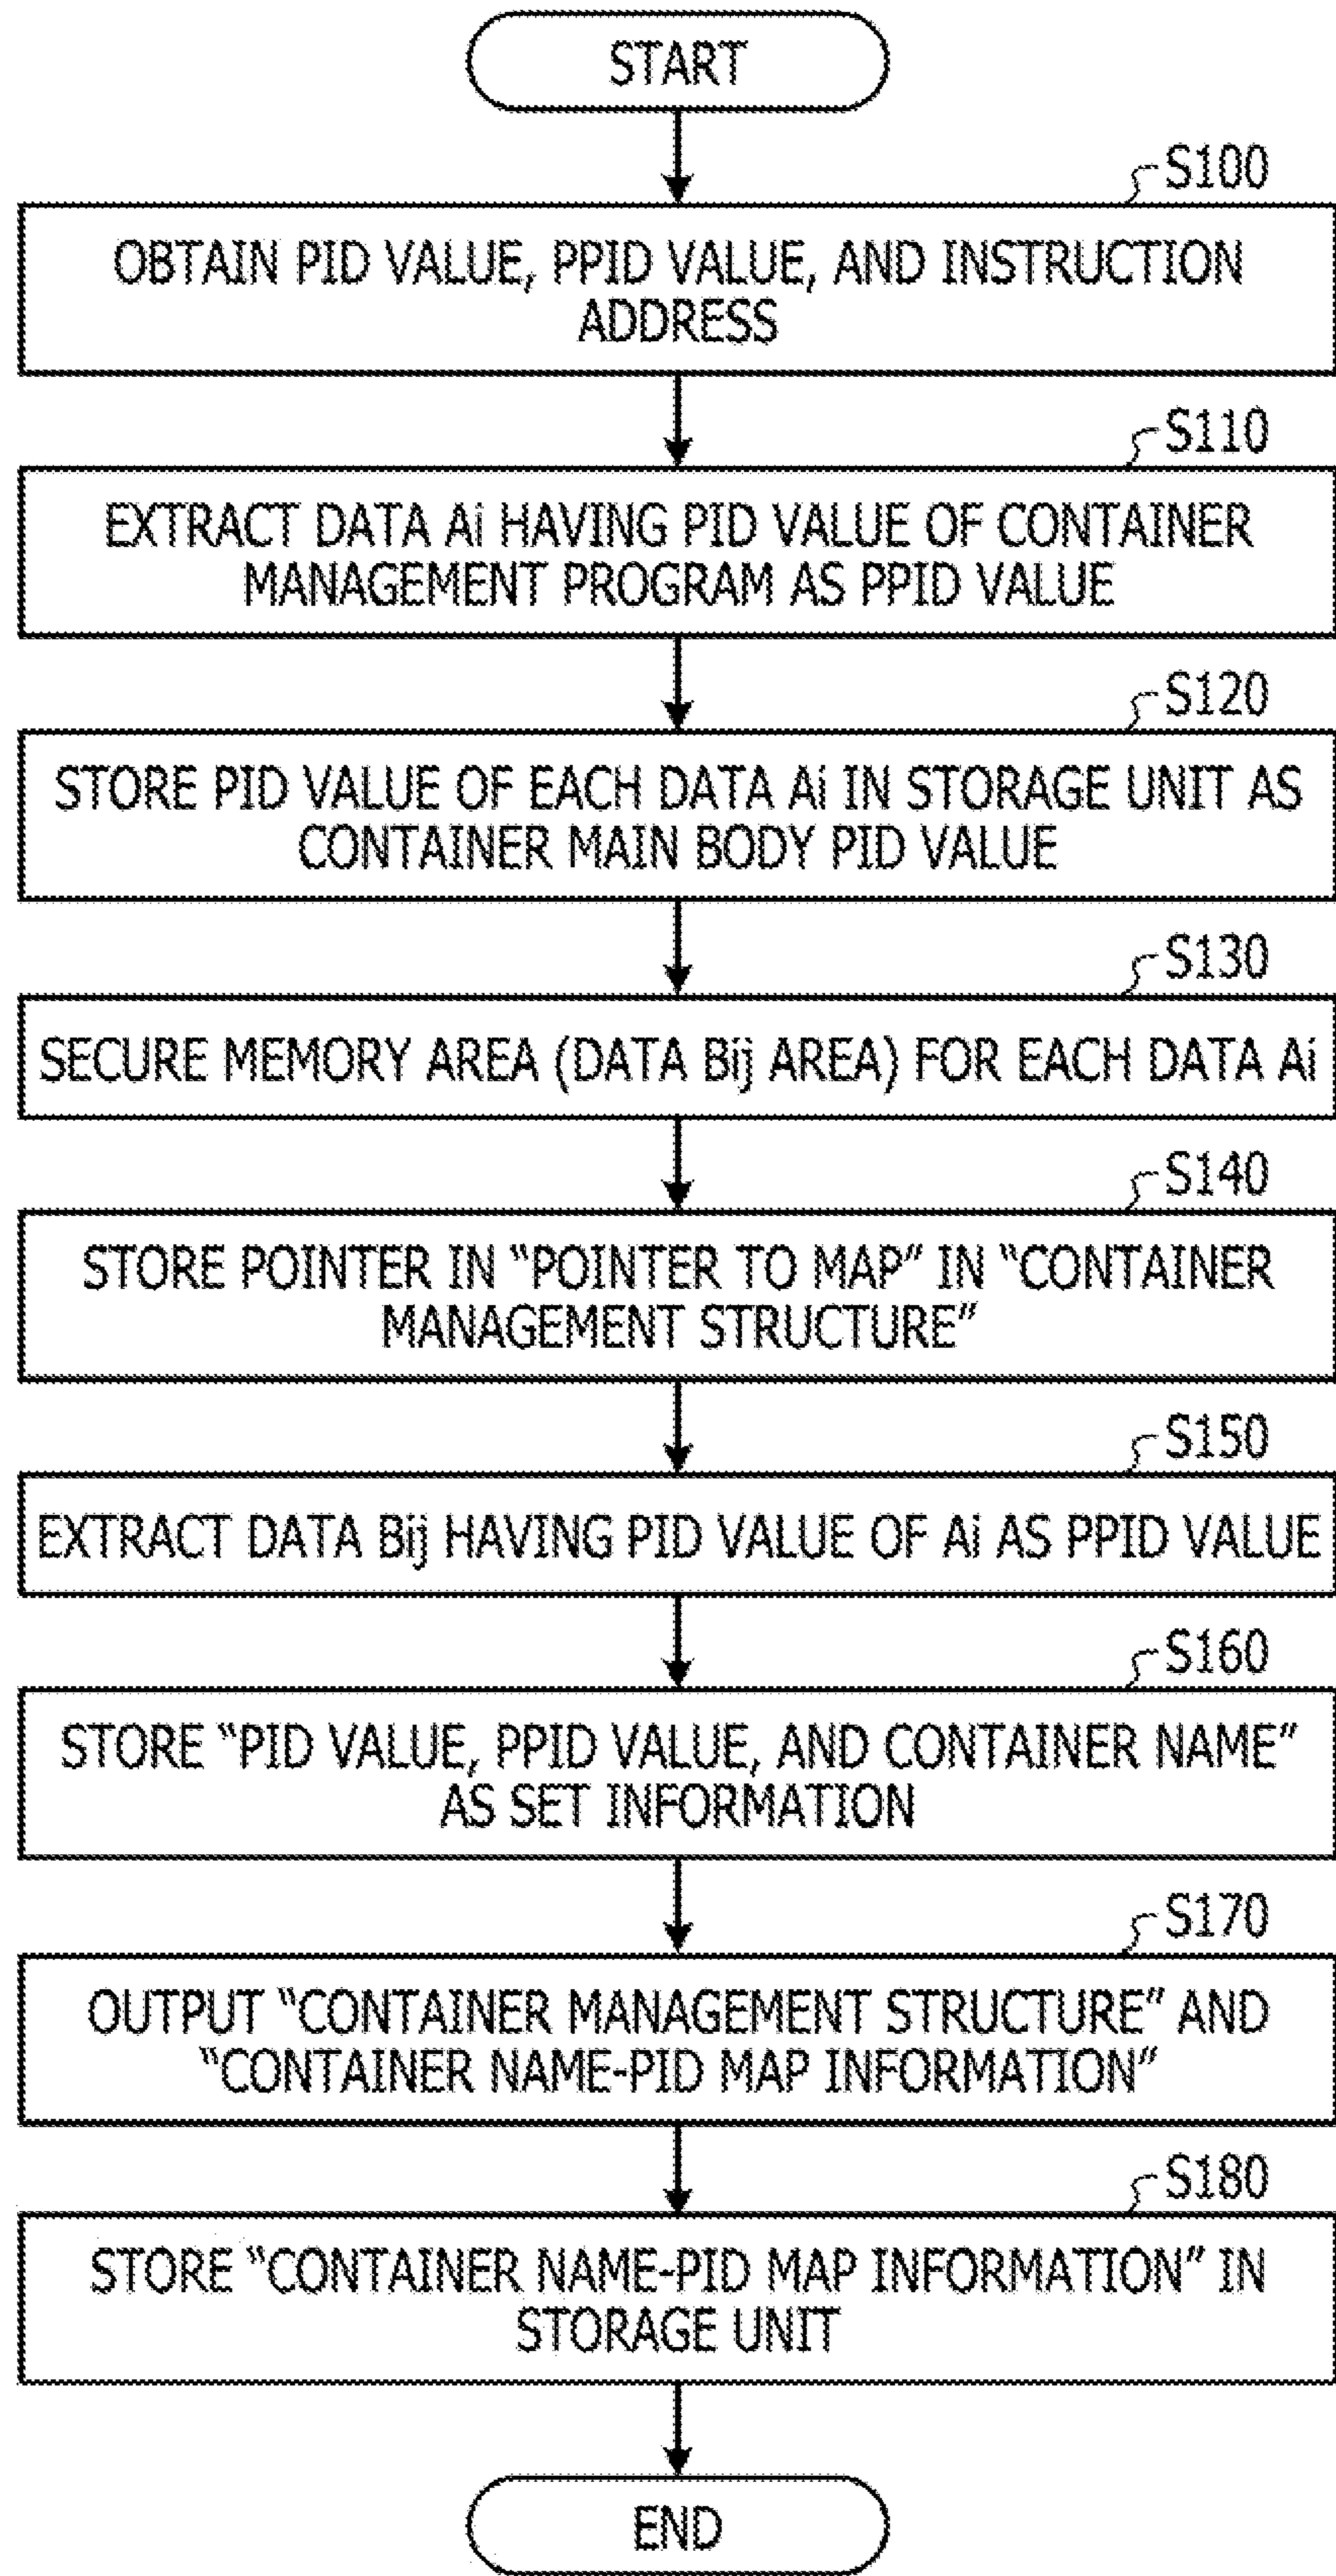 START
S100
OBTAIN PID VALUE, PPID VALUE, AND INSTRUCTION
ADDRESS
S110
EXTRACT DATA Ai HAVING PID VALUE OF CONTAINER
MANAGEMENT PROGRAM AS PPID VALUE
S120
STORE PID VALUE OF EACH DATA Ai IN STORAGE UNIT AS
CONTAINER MAIN BODY PID VALUE
S130
SECURE MEMORY AREA (DATA Bij AREA) FOR EACH DATA Ai
S140
STORE POINTER IN “POINTER TO MAP” IN “CONTAINER
MANAGEMENT STRUCTURE”
S150
EXTRACT DATA Bij HAVING PID VALUE OF Ai AS PPID VALUE
S160
STORE “PID VALUE, PPID VALUE, AND CONTAINER NAME”
AS SET INFORMATION
S170
OUTPUT “CONTAINER MANAGEMENT STRUCTURE” AND
“CONTAINER NAME-PID MAP INFORMATION”
S180
STORE “CONTAINER NAME-PID MAP INFORMATION” IN
STORAGE UNIT
END